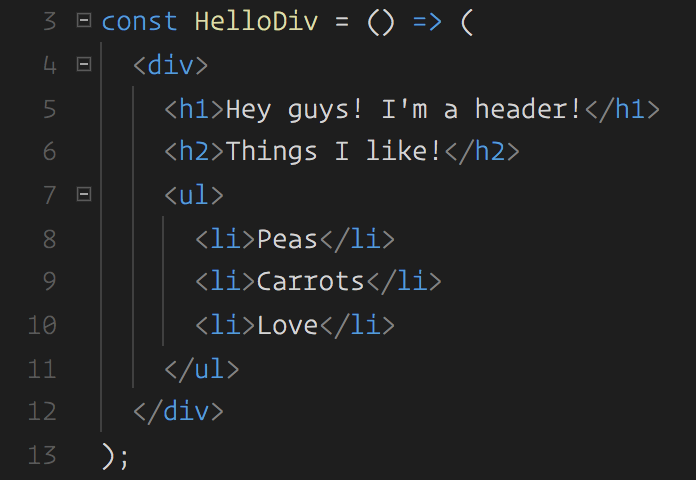 3 const HelloDiv = () => (
4 <div>
5 <h1>Hey guys! I'm a header!</h1>
6 <h2>Things I like!</h2>
7 <ul>
8 <li>Peas</li>
9 <li>Carrots</li>
10 <li>Love</li>
11 </ul>
12 </div>
13 );